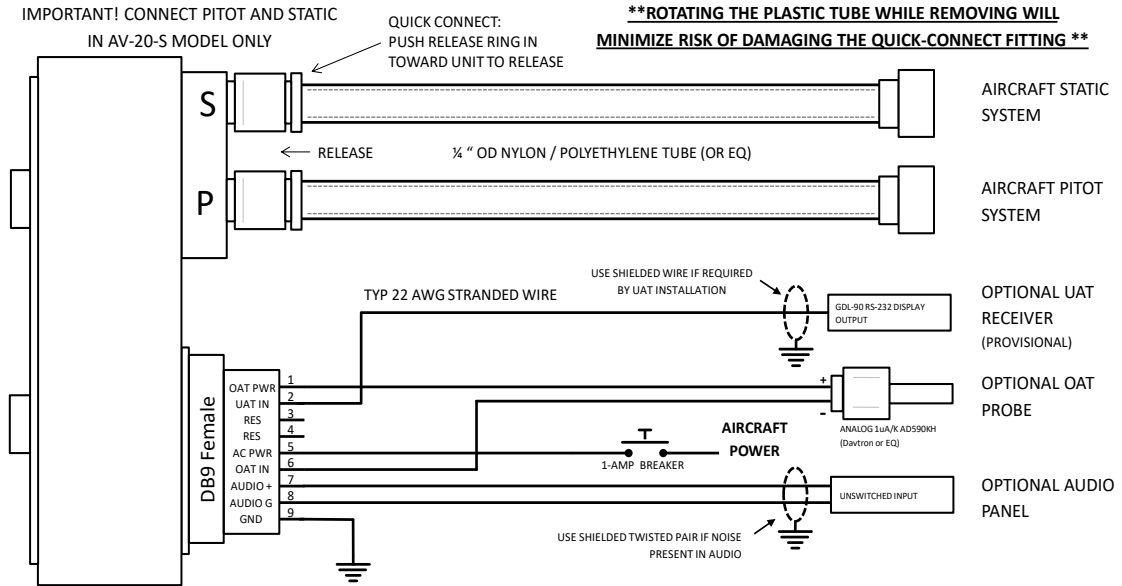 IMPORTANT! CONNECT PITOT AND STATIC
IN AV-20-S MODEL ONLY
QUICK CONNECT:
PUSH RELEASE RING IN
TOWARD UNIT TO RELEASE
**ROTATING THE PLASTIC TUBE WHILE REMOVING WILL
MINIMIZE RISK OF DAMAGING THE QUICK-CONNECT FITTING **
S
AIRCRAFT STATIC
SYSTEM
RELEASE
¼ “ OD NYLON / POLYETHYLENE TUBE (OR EQ)
P
AIRCRAFT PITOT
SYSTEM
TYP 22 AWG STRANDED WIRE
USE SHIELDED WIRE IF REQUIRED
BY UAT INSTALLATION
GDL-90 RS-232 DISPLAY
OUTPUT
OPTIONAL UAT
RECEIVER
(PROVISIONAL)
DB9 Female
OAT PWR 1
UAT IN 2
RES 3
RES 4
AC PWR 5
OAT IN 6
AUDIO + 7
AUDIO G 8
GND 9
+
-
ANALOG 1uA/K AD590KH
(Davtron or EQ)
OPTIONAL OAT
PROBE
1-AMP BREAKER
AIRCRAFT
POWER
UNSWITCHED INPUT
OPTIONAL AUDIO
PANEL
USE SHIELDED TWISTED PAIR IF NOISE
PRESENT IN AUDIO